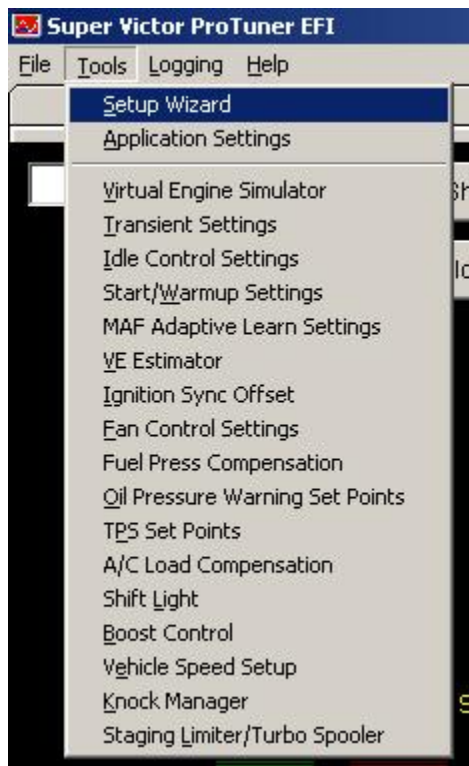 Super Victor ProTuner EFI
File Tools Logging Help
Setup Wizard
Application Settings
Virtual Engine Simulator
Transient Settings
Idle Control Settings
Start/Warmup Settings
MAF Adaptive Learn Settings
VE Estimator
Ignition Sync Offset
Fan Control Settings
Fuel Press Compensation
Oil Pressure Warning Set Points
TPS Set Points
A/C Load Compensation
Shift Light
Boost Control
Vehicle Speed Setup
Knock Manager
Staging Limiter/Turbo Spooler